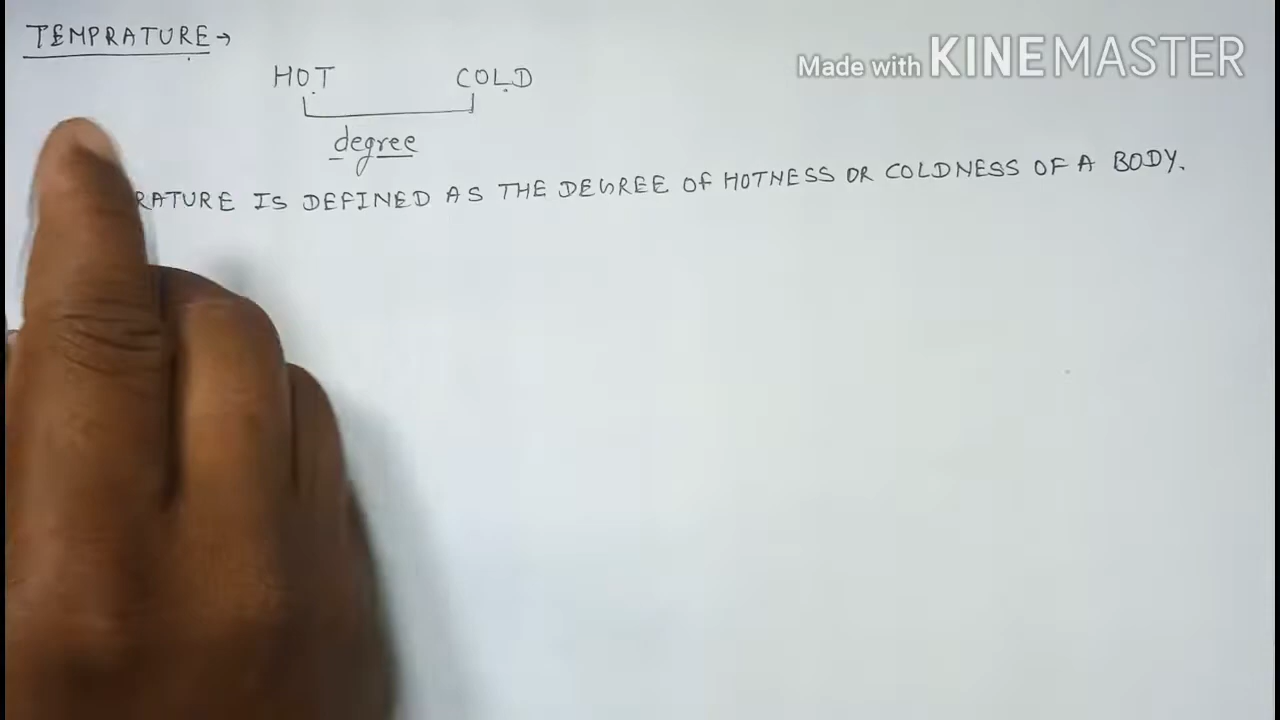 TEMPRATURE →
Made with KINEMASTER
HOT COLD
degree
RATURE IS DEFINED AS THE DEGREE OF HOTNESS OR COLDNESS OF A BODY.